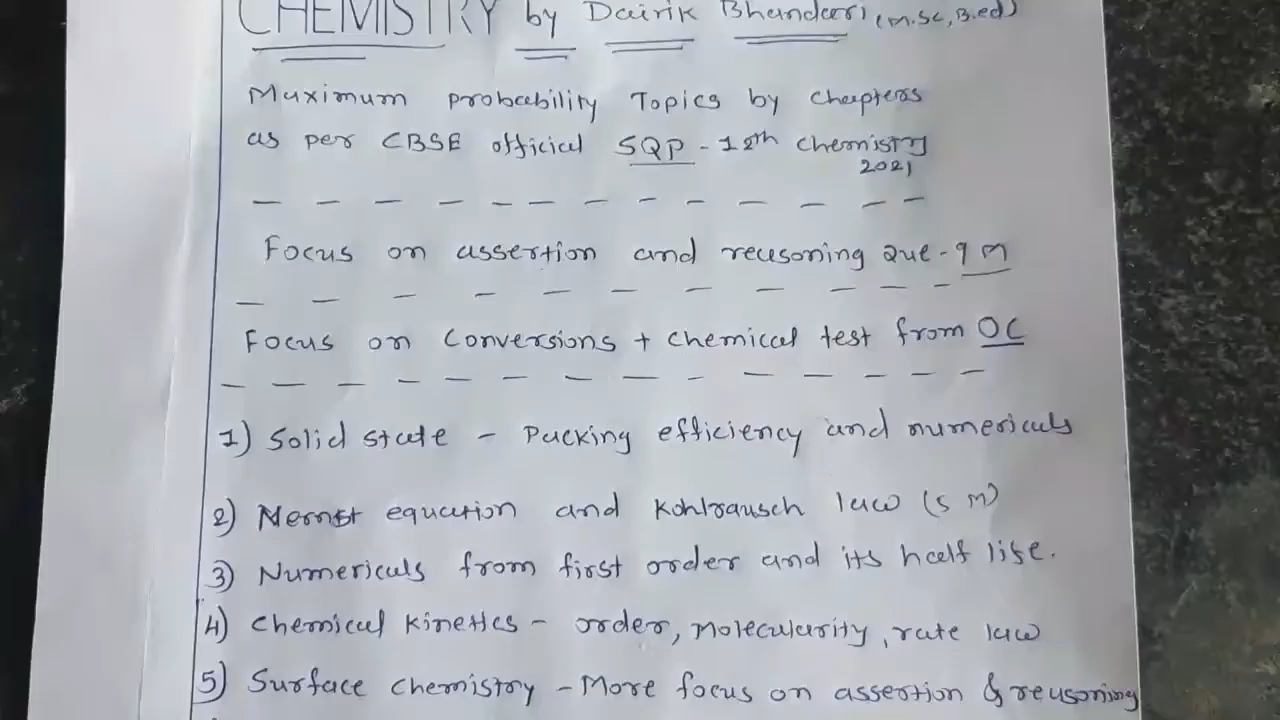 CHEMISTRY by Dairik Bhandari (M.Sc, B.ed)
Maximum probability Topics by chapters
as per CBSE official SQP - 12th chemistry
2021
Focus on assertion and reasoning Que - 9 M
Focus on Conversions + chemical test from OC
1) Solid state - Packing efficiency and numericals
2) Nernst equation and Kohlrausch law (5 M)
3) Numericals from first order and its half life.
4) Chemical Kinetics - order, Molecularity, rate law
5) Surface Chemistry - More focus on assertion & reasoning